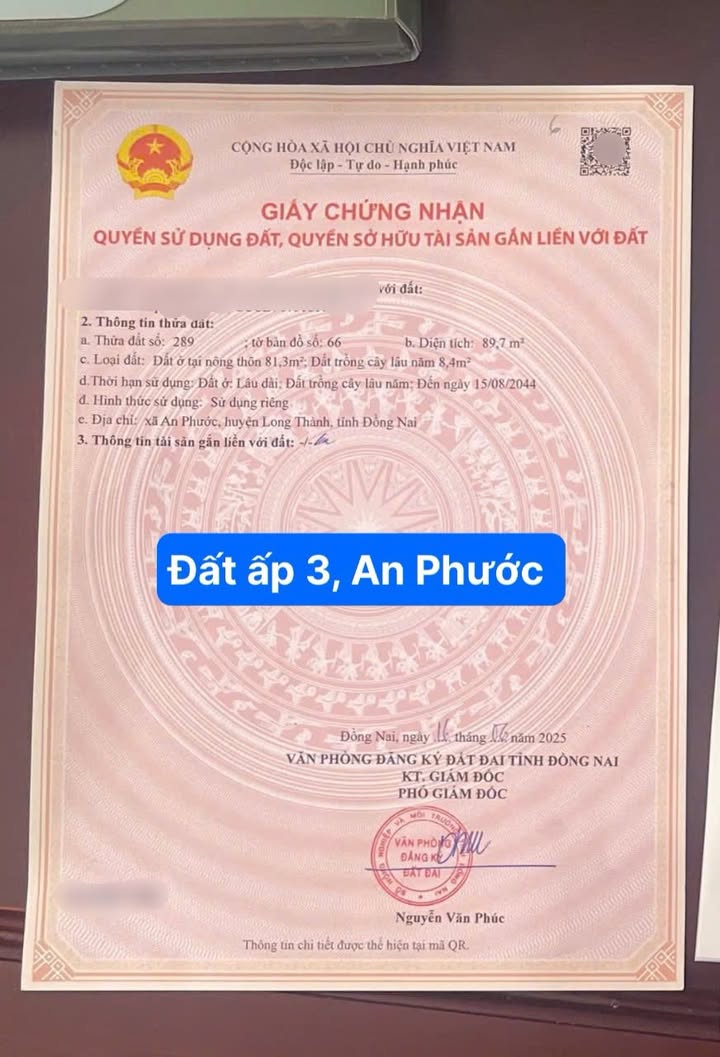 6
CỘNG HÒA XÃ HỘI CHỦ NGHĨA VIỆT NAM
Độc lập - Tự do - Hạnh phúc
GIẤY CHỨNG NHẬN
QUYỀN SỬ DỤNG ĐẤT, QUYỀN SỞ HỮU TÀI SẢN GẮN LIỀN VỚI ĐẤT
với đất:
2. Thông tin thửa đất:
a. Thửa đất số: 289 ; tờ bản đồ số: 66 b. Diện tích: 89,7 m²
c. Loại đất: Đất ở tại nông thôn 81,3m²; Đất trồng cây lâu năm 8,4m²
d.Thời hạn sử dụng: Đất ở: Lâu dài; Đất trồng cây lâu năm: Đến ngày 15/08/2044
đ. Hình thức sử dụng: Sử dụng riêng
e. Địa chỉ: xã An Phước, huyện Long Thành, tỉnh Đồng Nai
3. Thông tin tài sản gắn liền với đất: -/-
Đất ấp 3, An Phước
Đồng Nai, ngày 16 tháng năm 2025
VĂN PHÒNG ĐĂNG KÝ ĐẤT ĐAI TỈNH ĐỒNG NAI
KT. GIÁM ĐỐC
PHÓ GIÁM ĐỐC
VĂN PHÒNG
ĐĂNG KÝ
ĐẤT ĐAI
Nguyễn Văn Phúc
Thông tin chi tiết được thể hiện tại mã QR.